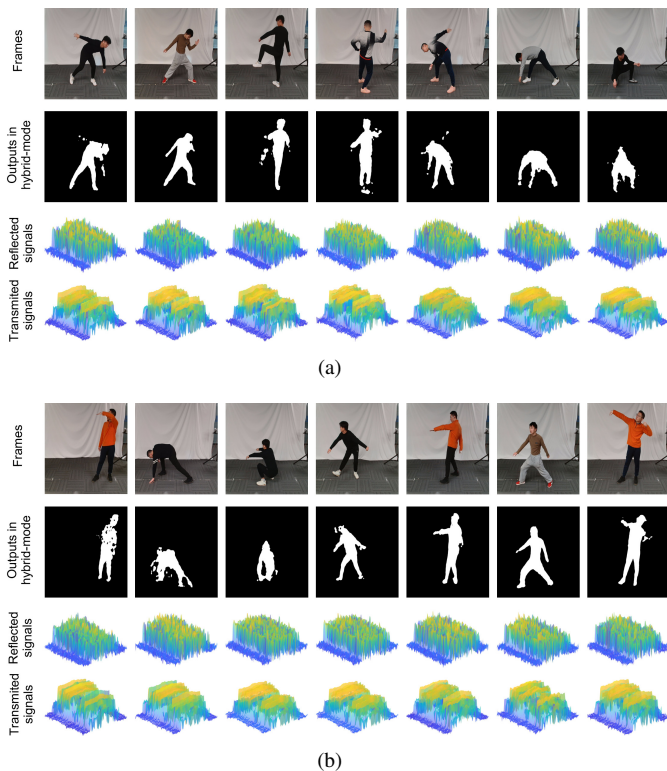 Frames
Outputs in
hybrid-mode
Reflected
signals
Transmited
signals
(a)
Frames
Outputs in
hybrid-mode
Reflected
signals
Transmited
signals
(b)